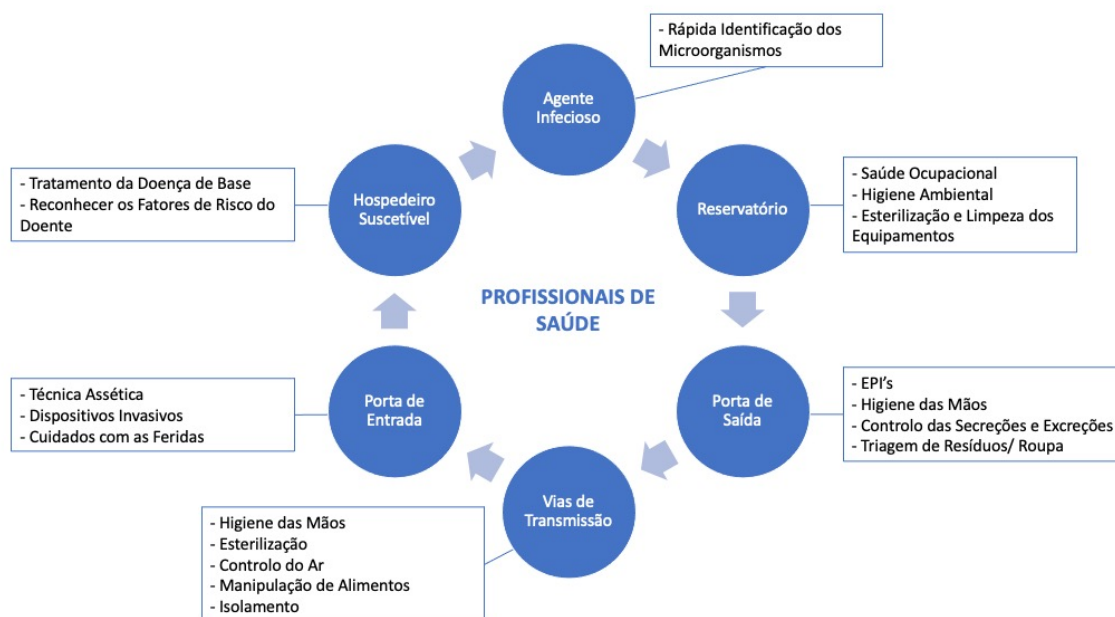 - Rápida Identificação dos
Microorganismos
Agente
Infecioso
Reservatório
- Saúde Ocupacional
- Higiene Ambiental
- Esterilização e Limpeza dos
Equipamentos
Porta de
Saída
- EPI's
- Higiene das Mãos
- Controlo das Secreções e Excreções
- Triagem de Resíduos/ Roupa
Vias de
Transmissão
- Higiene das Mãos
- Esterilização
- Controlo do Ar
- Manipulação de Alimentos
- Isolamento
Porta de
Entrada
- Técnica Assética
- Dispositivos Invasivos
- Cuidados com as Feridas
Hospedeiro
Suscetível
- Tratamento da Doença de Base
- Reconhecer os Fatores de Risco do
Doente
PROFISSIONAIS DE
SAÚDE